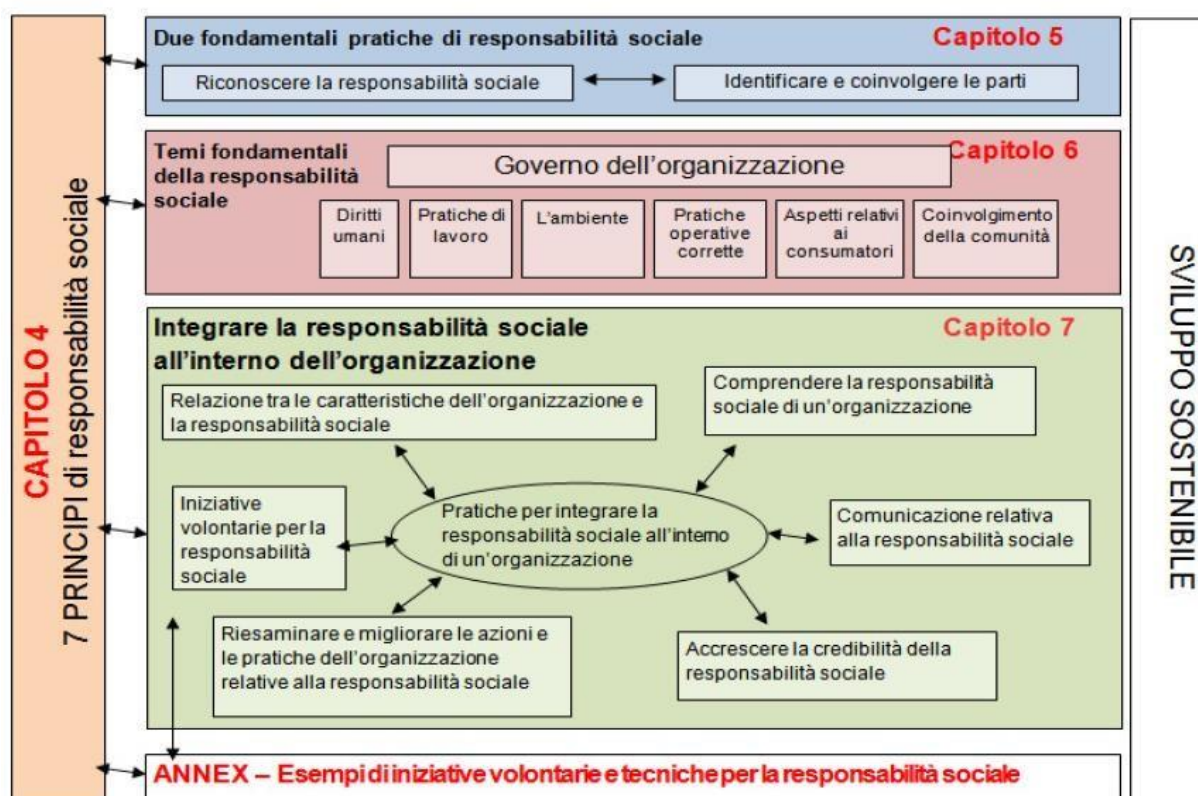 CAPITOLO 4
7 PRINCIPI di responsabilità sociale
Due fondamentali pratiche di responsabilità sociale
Capitolo 5
Riconoscere la responsabilità sociale
Identificare e coinvolgere le parti
Temi fondamentali
della responsabilità
sociale
Governo dell'organizzazione
Capitolo 6
Diritti
umani
Pratiche di
lavoro
L'ambiente
Pratiche
operative
corrette
Aspetti relativi
ai
consumatori
Coinvolgimento
della comunità
Integrare la responsabilità sociale
all'interno dell'organizzazione
Capitolo 7
Relazione tra le caratteristiche dell'organizzazione e
la responsabilità sociale
Comprendere la responsabilità
sociale di un'organizzazione
Iniziative
volontarie per la
responsabilità
sociale
Pratiche per integrare la
responsabilità sociale all'interno
di un'organizzazione
Comunicazione relativa
alla responsabilità sociale
Riesaminare e migliorare le azioni e
le pratiche dell'organizzazione
relative alla responsabilità sociale
Accrescere la credibilità della
responsabilità sociale
ANNEX – Esempi di iniziative volontarie e tecniche per la responsabilità sociale
SVILUPPO SOSTENIBILE